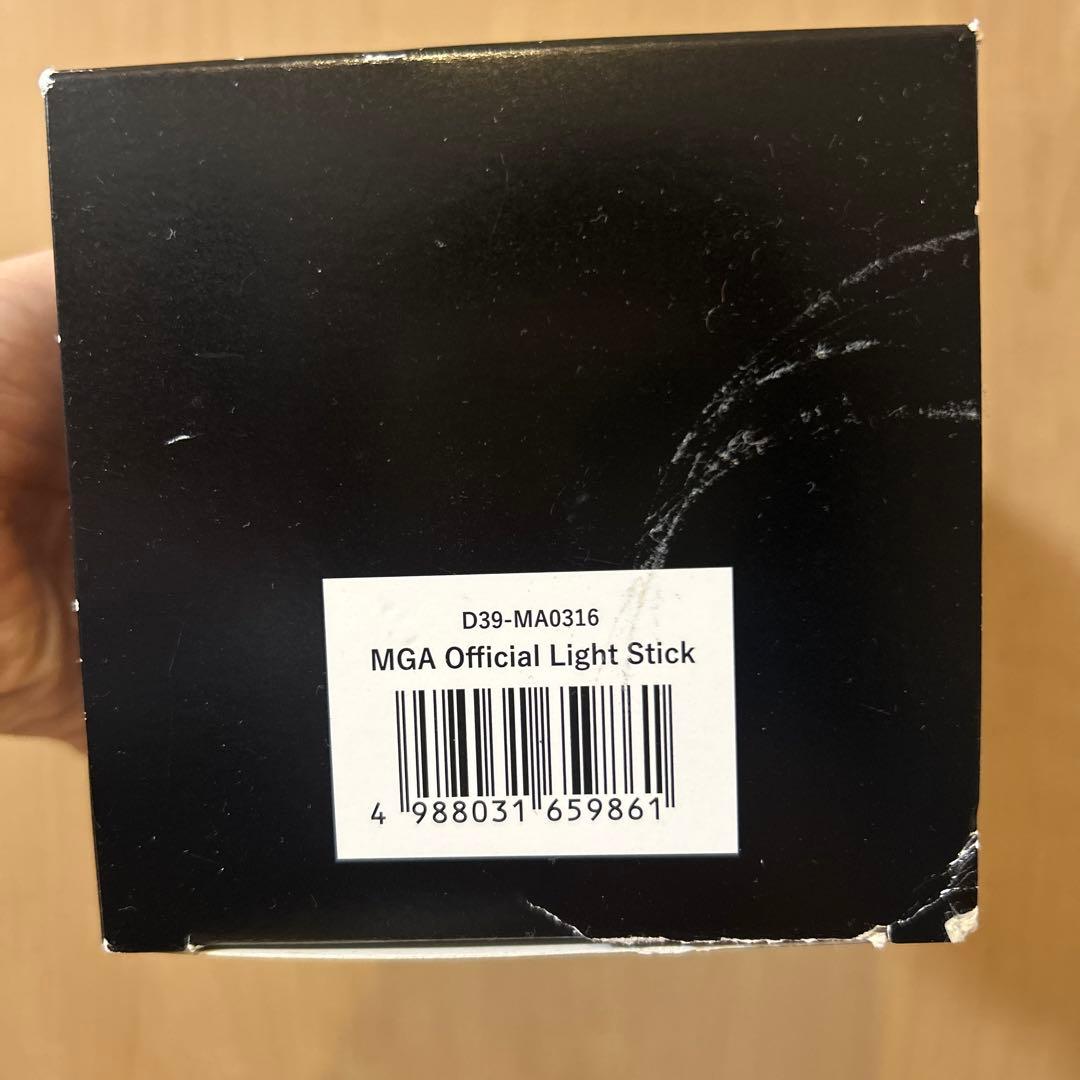 D39-MA0316
MGA Official Light Stick
4 988031 659861